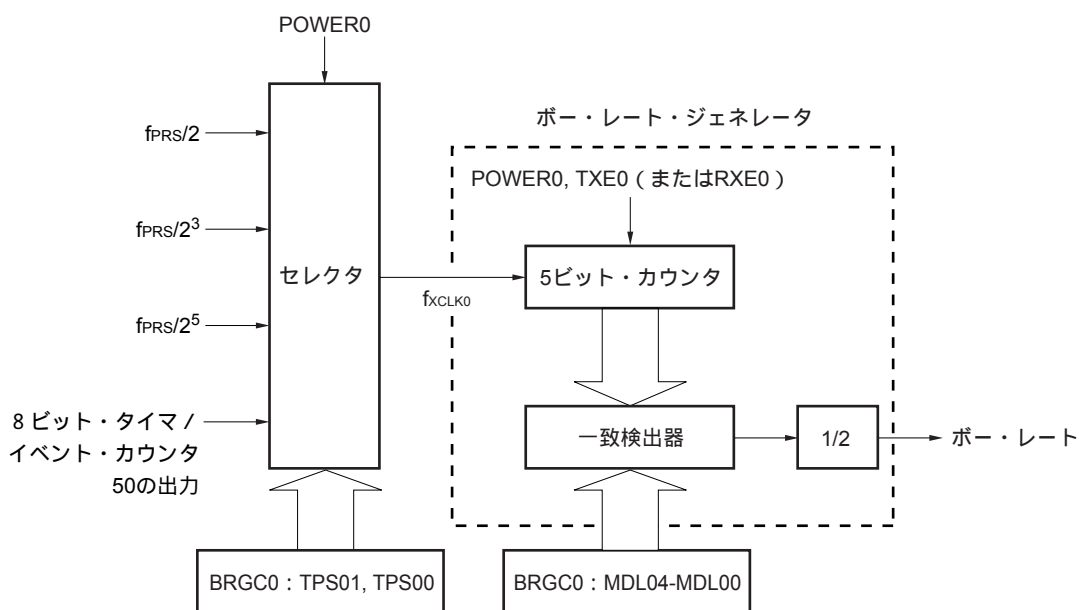 POWER0
fPRS/2
fPRS/2³
fPRS/2⁵
8 ビット・タイマ /
イベント・カウンタ
50の出力
セレクタ
fXCLK0
BRGC0：TPS01, TPS00
ボー・レート・ジェネレータ
POWER0, TXE0（またはRXE0）
5ビット・カウンタ
一致検出器
1/2
ボー・レート
BRGC0：MDL04-MDL00